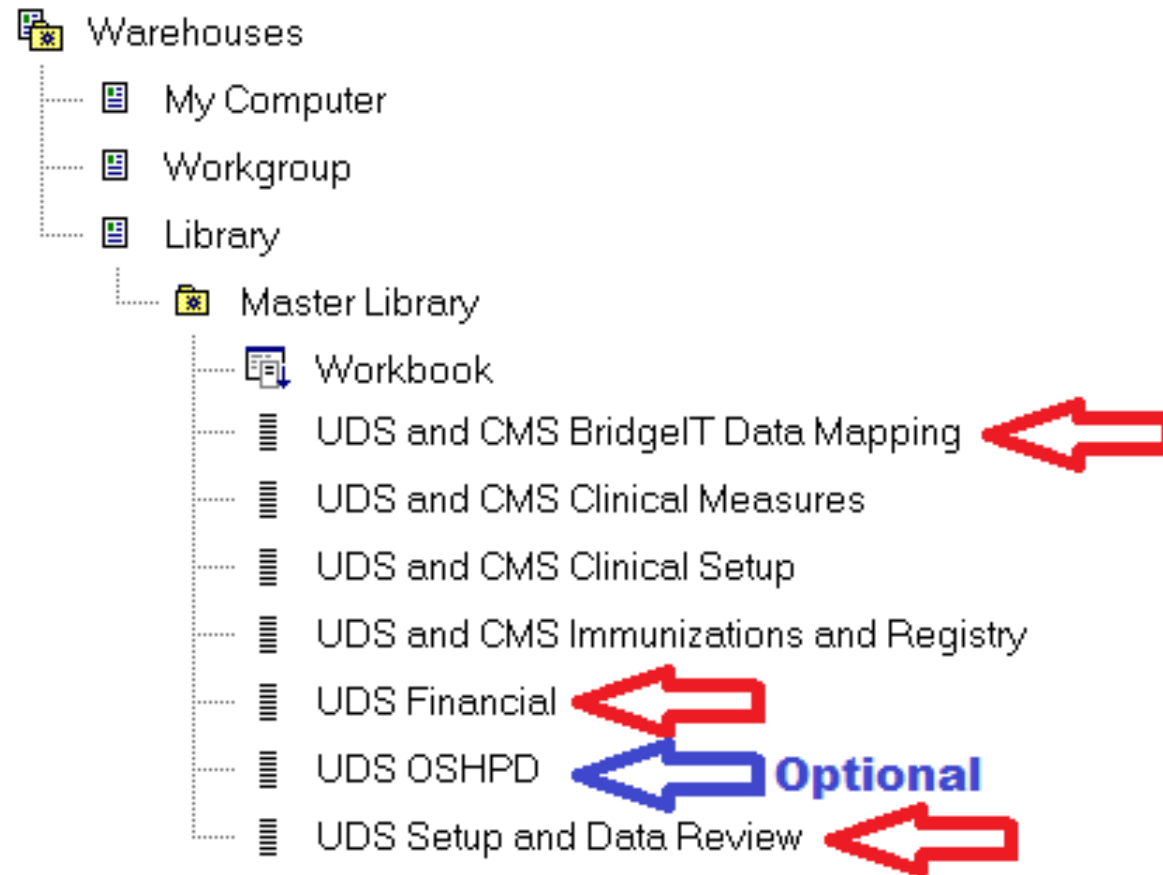 Warehouses
My Computer
Workgroup
Library
Master Library
Workbook
UDS and CMS BridgeIT Data Mapping
UDS and CMS Clinical Measures
UDS and CMS Clinical Setup
UDS and CMS Immunizations and Registry
UDS Financial
UDS OSHPD Optional
UDS Setup and Data Review